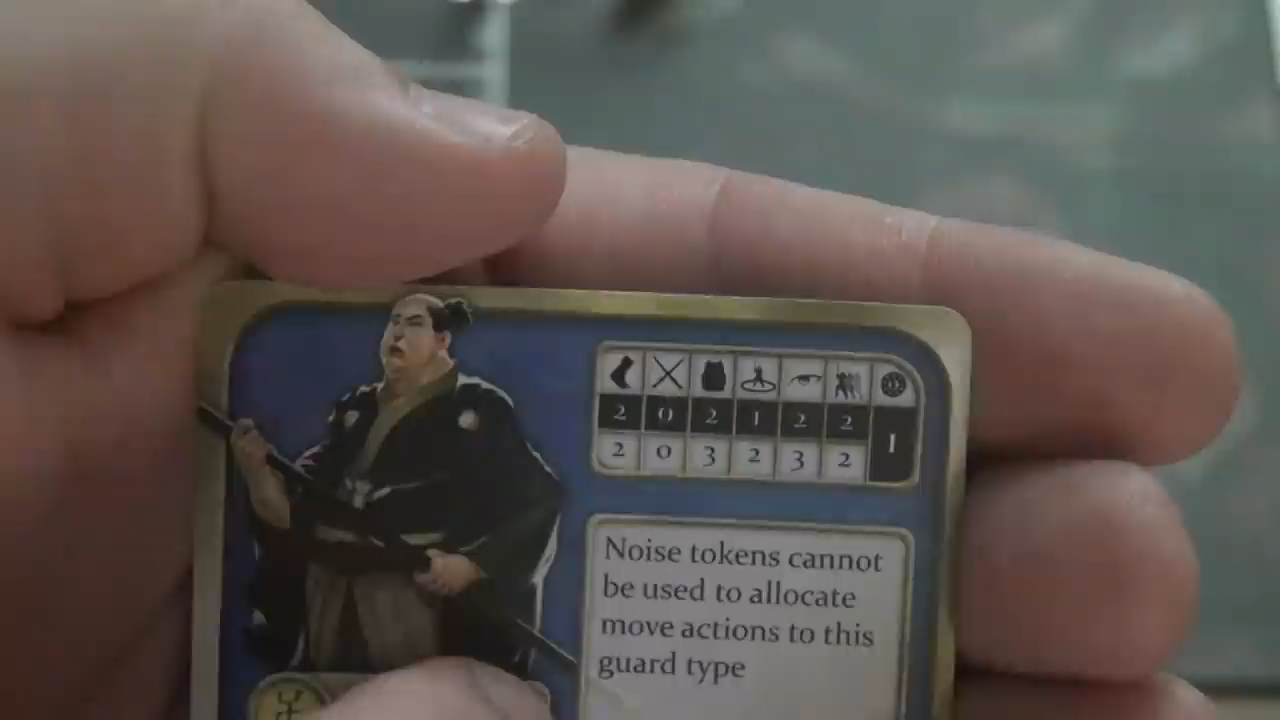 2 0 2 1 2 2 1
2 0 3 2 3 2
Noise tokens cannot
be used to allocate
move actions to this
guard type